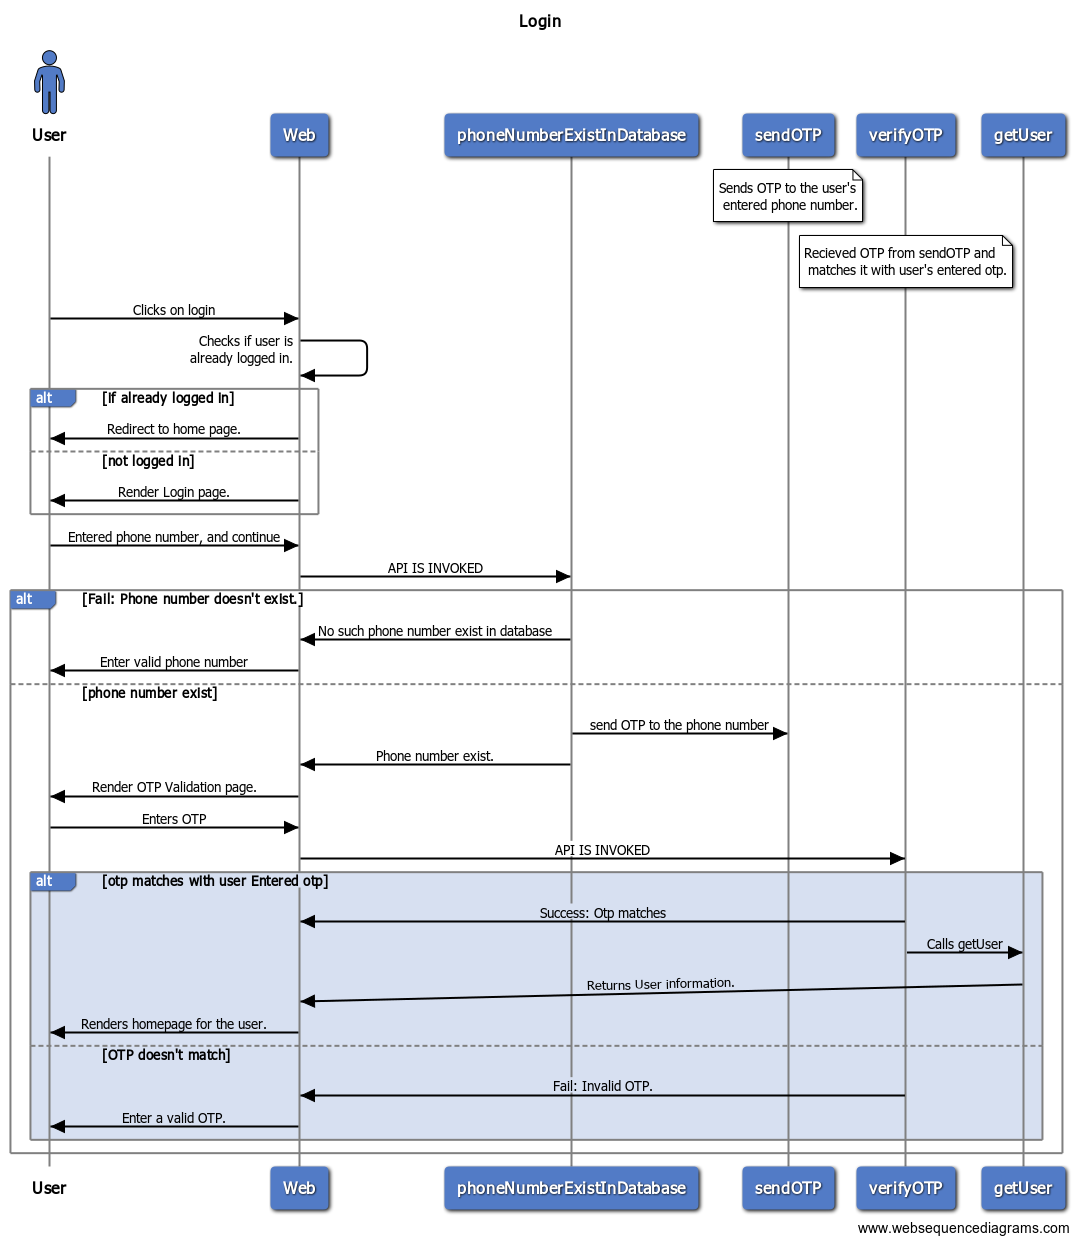 Login
User
Web
phoneNumberExistInDatabase
sendOTP
verifyOTP
getUser
Sends OTP to the user's
entered phone number.
Recieved OTP from sendOTP and
matches it with user's entered otp.
Clicks on login
Checks if user is
already logged in.
alt
[if already logged in]
Redirect to home page.
[not logged in]
Render Login page.
Entered phone number, and continue
API IS INVOKED
alt
[Fail: Phone number doesn't exist.]
No such phone number exist in database
Enter valid phone number
[phone number exist]
send OTP to the phone number
Phone number exist.
Render OTP Validation page.
Enters OTP
API IS INVOKED
alt
[otp matches with user Entered otp]
Success: Otp matches
Calls getUser
Returns User information.
Renders homepage for the user.
[OTP doesn't match]
Fail: Invalid OTP.
Enter a valid OTP.
User
Web
phoneNumberExistInDatabase
sendOTP
verifyOTP
getUser
www.websequencediagrams.com